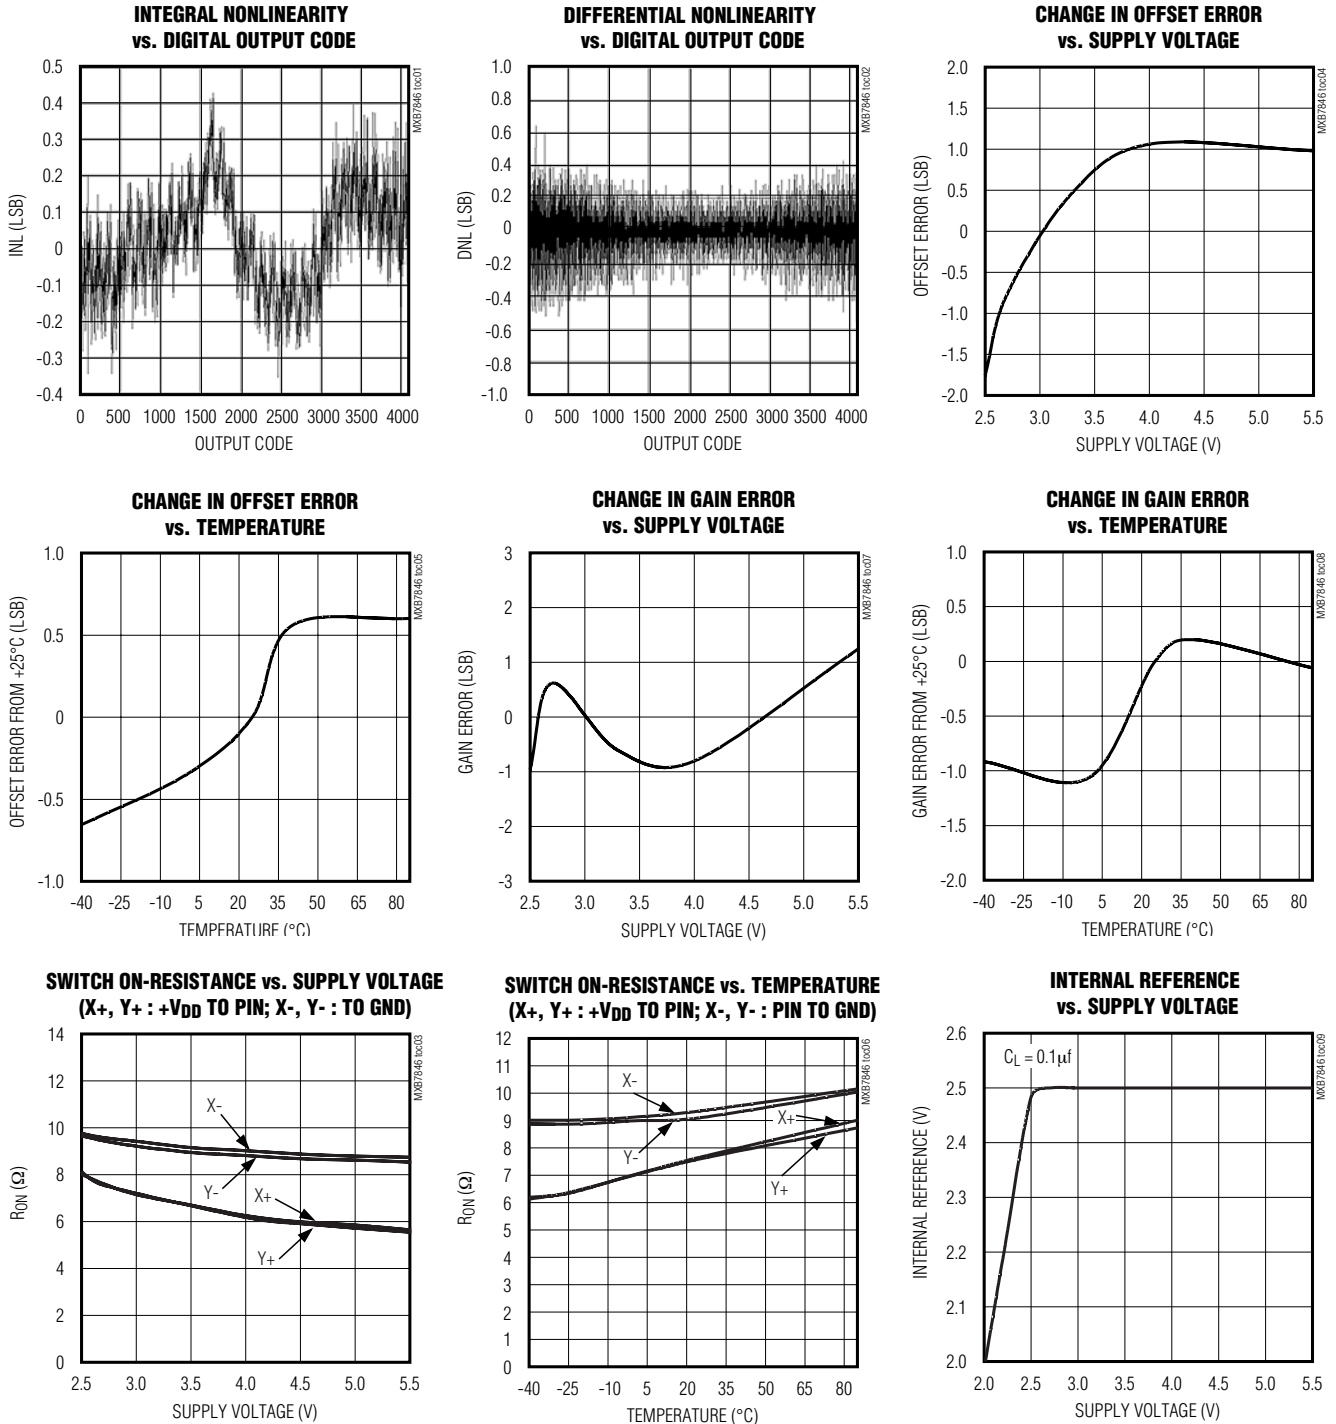 INTEGRAL NONLINEARITY
vs. DIGITAL OUTPUT CODE
0.5
0.4
0.3
0.2
0.1
0
-0.1
-0.2
-0.3
-0.4
INL (LSB)
0 500 1000 1500 2000 2500 3000 3500 4000
OUTPUT CODE
MXB7846 toc01
DIFFERENTIAL NONLINEARITY
vs. DIGITAL OUTPUT CODE
1.0
0.8
0.6
0.4
0.2
0
-0.2
-0.4
-0.6
-0.8
-1.0
DNL (LSB)
0 500 1000 1500 2000 2500 3000 3500 4000
OUTPUT CODE
MXB7846 toc02
CHANGE IN OFFSET ERROR
vs. SUPPLY VOLTAGE
2.0
1.5
1.0
0.5
0
-0.5
-1.0
-1.5
-2.0
OFFSET ERROR (LSB)
2.5 3.0 3.5 4.0 4.5 5.0 5.5
SUPPLY VOLTAGE (V)
MXB7846 toc04
CHANGE IN OFFSET ERROR
vs. TEMPERATURE
1.0
0.5
0
-0.5
-1.0
OFFSET ERROR FROM +25°C (LSB)
-40 -25 -10 5 20 35 50 65 80
TEMPERATURE (°C)
MXB7846 toc05
CHANGE IN GAIN ERROR
vs. SUPPLY VOLTAGE
3
2
1
0
-1
-2
-3
GAIN ERROR (LSB)
2.5 3.0 3.5 4.0 4.5 5.0 5.5
SUPPLY VOLTAGE (V)
MXB7846 toc07
CHANGE IN GAIN ERROR
vs. TEMPERATURE
1.0
0.5
0
-0.5
-1.0
-1.5
-2.0
GAIN ERROR FROM +25°C (LSB)
-40 -25 -10 5 20 35 50 65 80
TEMPERATURE (°C)
MXB7846 toc08
SWITCH ON-RESISTANCE vs. SUPPLY VOLTAGE
(X+, Y+ : +VDD TO PIN; X-, Y- : TO GND)
14
12
10
8
6
4
2
0
RON (Ω)
X-
Y-
X+
Y+
2.5 3.0 3.5 4.0 4.5 5.0 5.5
SUPPLY VOLTAGE (V)
MXB7846 toc03
SWITCH ON-RESISTANCE vs. TEMPERATURE
(X+, Y+ : +VDD TO PIN; X-, Y- : PIN TO GND)
12
11
10
9
8
7
6
5
4
3
2
1
0
RON (Ω)
X-
X+
Y-
Y+
-40 -25 5 20 35 50 65 80
TEMPERATURE (°C)
MXB7846 toc06
INTERNAL REFERENCE
vs. SUPPLY VOLTAGE
2.6
2.5
2.4
2.3
2.2
2.1
2.0
INTERNAL REFERENCE (V)
CL = 0.1μf
2.0 2.5 3.0 3.5 4.0 4.5 5.0 5.5
SUPPLY VOLTAGE (V)
MXB7846 toc09